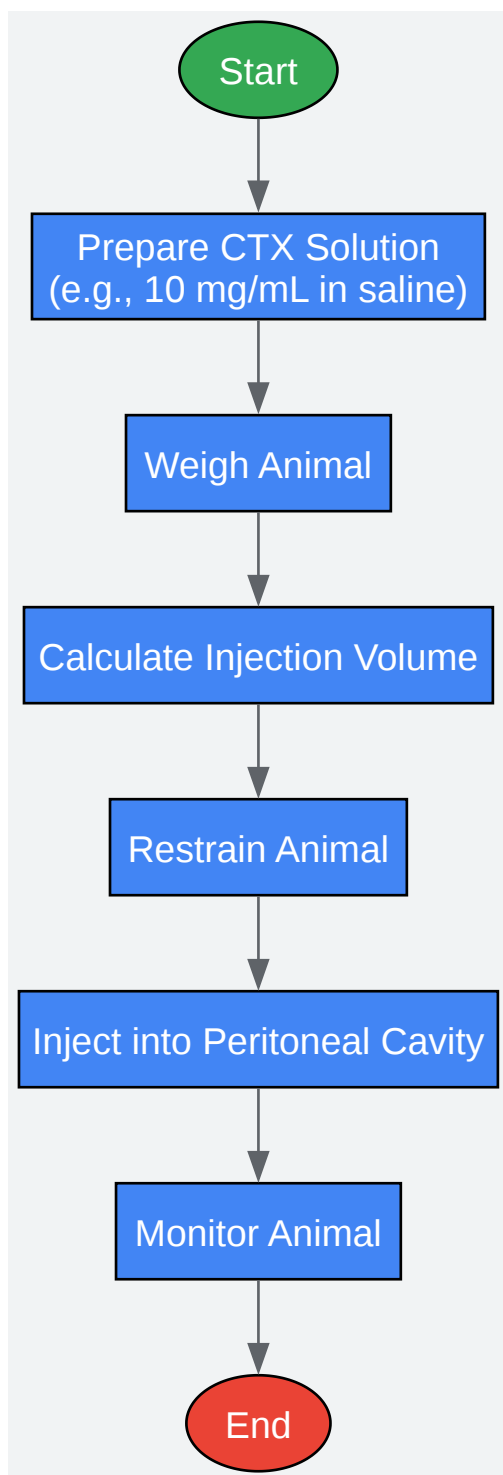 Start
Prepare CTX Solution
(e.g., 10 mg/mL in saline)
Weigh Animal
Calculate Injection Volume
Restrain Animal
Inject into Peritoneal Cavity
Monitor Animal
End